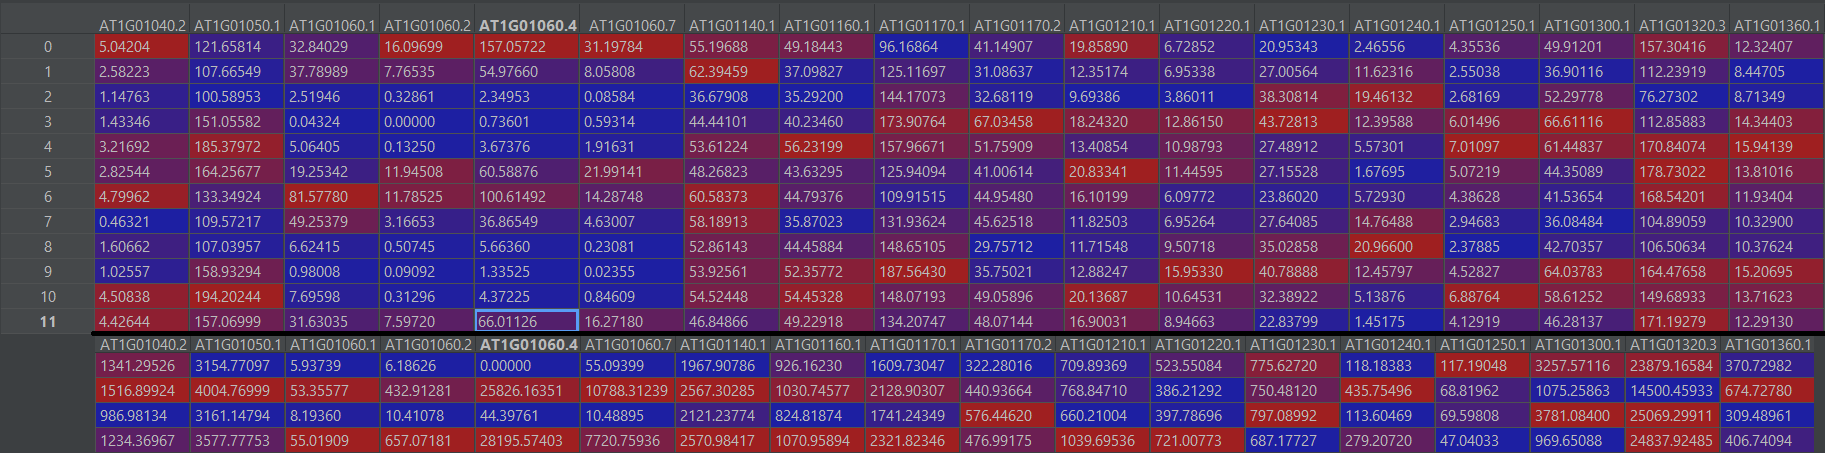 AT1G01040.2 AT1G01050.1 AT1G01060.1 AT1G01060.2 AT1G01060.4 AT1G01060.7 AT1G01140.1 AT1G01160.1 AT1G01170.1 AT1G01170.2 AT1G01210.1 AT1G01220.1 AT1G01230.1 AT1G01240.1 AT1G01250.1 AT1G01300.1 AT1G01320.3 AT1G01360.1
0 5.04204 121.65814 32.84029 16.09699 157.05722 31.19784 55.19688 49.18443 96.16864 41.14907 19.85890 6.72852 20.95343 2.46556 4.35536 49.91201 157.30416 12.32407
1 2.58223 107.66549 37.78989 7.76535 54.97660 8.05808 62.39459 37.09827 125.11697 31.08637 12.35174 6.95338 27.00564 11.62316 2.55038 36.90116 112.23919 8.44705
2 1.14763 100.58953 2.51946 0.32861 2.34953 0.08584 36.67908 35.29200 144.17073 32.68119 9.69386 3.86011 38.30814 19.46132 2.68169 52.29778 76.27302 8.71349
3 1.43346 151.05582 0.04324 0.00000 0.73601 0.59314 44.44101 40.23460 173.90764 67.03458 18.24320 12.86150 43.72813 12.39588 6.01496 66.61116 112.85883 14.34403
4 3.21692 185.37972 5.06405 0.13250 3.67376 1.91631 53.61224 56.23199 157.96671 51.75909 13.40854 10.98793 27.48912 5.57301 7.01097 61.44837 170.84074 15.94139
5 2.82544 164.25677 19.25342 11.94508 60.58876 21.99141 48.26823 43.63295 125.94094 41.00614 20.83341 11.44595 27.15528 1.67695 5.07219 44.35089 178.73022 13.81016
6 4.79962 133.34924 81.57780 11.78525 100.61492 14.28748 60.58373 44.79376 109.91515 44.95480 16.10199 6.09772 23.86020 5.72930 4.38628 41.53654 168.54201 11.93404
7 0.46321 109.57217 49.25379 3.16653 36.86549 4.63007 58.18913 35.87023 131.93624 45.62518 11.82503 6.95264 27.64085 14.76488 2.94683 36.08484 104.89059 10.32900
8 1.60662 107.03957 6.62415 0.50745 5.66360 0.23081 52.86143 44.45884 148.65105 29.75712 11.71548 9.50718 35.02858 20.96600 2.37885 42.70357 106.50634 10.37624
9 1.02557 158.93294 0.98008 0.09092 1.33525 0.02355 53.92561 52.35772 187.56430 35.75021 12.88247 15.95330 40.78888 12.45797 4.52827 64.03783 164.47658 15.20695
10 4.50838 194.20244 7.69598 0.31296 4.37225 0.84609 54.52448 54.45328 148.07193 49.05896 20.13687 10.64531 32.38922 5.13876 6.88764 58.61252 149.68933 13.71623
11 4.42644 157.06999 31.63035 7.59720 66.01126 16.27180 46.84866 49.22918 134.20747 48.07144 16.90031 8.94663 22.83799 1.45175 4.12919 46.28137 171.19279 12.29130
AT1G01040.2 AT1G01050.1 AT1G01060.1 AT1G01060.2 AT1G01060.4 AT1G01060.7 AT1G01140.1 AT1G01160.1 AT1G01170.1 AT1G01170.2 AT1G01210.1 AT1G01220.1 AT1G01230.1 AT1G01240.1 AT1G01250.1 AT1G01300.1 AT1G01320.3 AT1G01360.1
1341.29526 3154.77097 5.93739 6.18626 0.00000 55.09399 1967.90786 926.16230 1609.73047 322.28016 709.89369 523.55084 775.62720 118.18383 117.19048 3257.57116 23879.16584 370.72982
1516.89924 4004.76999 53.35577 432.91281 25826.16351 10788.31239 2567.30285 1030.74577 2128.90307 440.93664 768.84710 386.21292 750.48120 435.75496 68.81962 1075.25863 14500.45933 674.72780
986.98134 3161.14794 8.19360 10.41078 44.39761 10.48895 2121.23774 824.81874 1741.24349 576.44620 660.21004 397.78696 797.08992 113.60469 69.59808 3781.08400 25069.29911 309.48961
1234.36967 3577.77753 55.01909 657.07181 28195.57403 7720.75936 2570.98417 1070.95894 2321.82346 476.99175 1039.69536 721.00773 687.17727 279.20720 47.04033 969.65088 24837.92485 406.74094